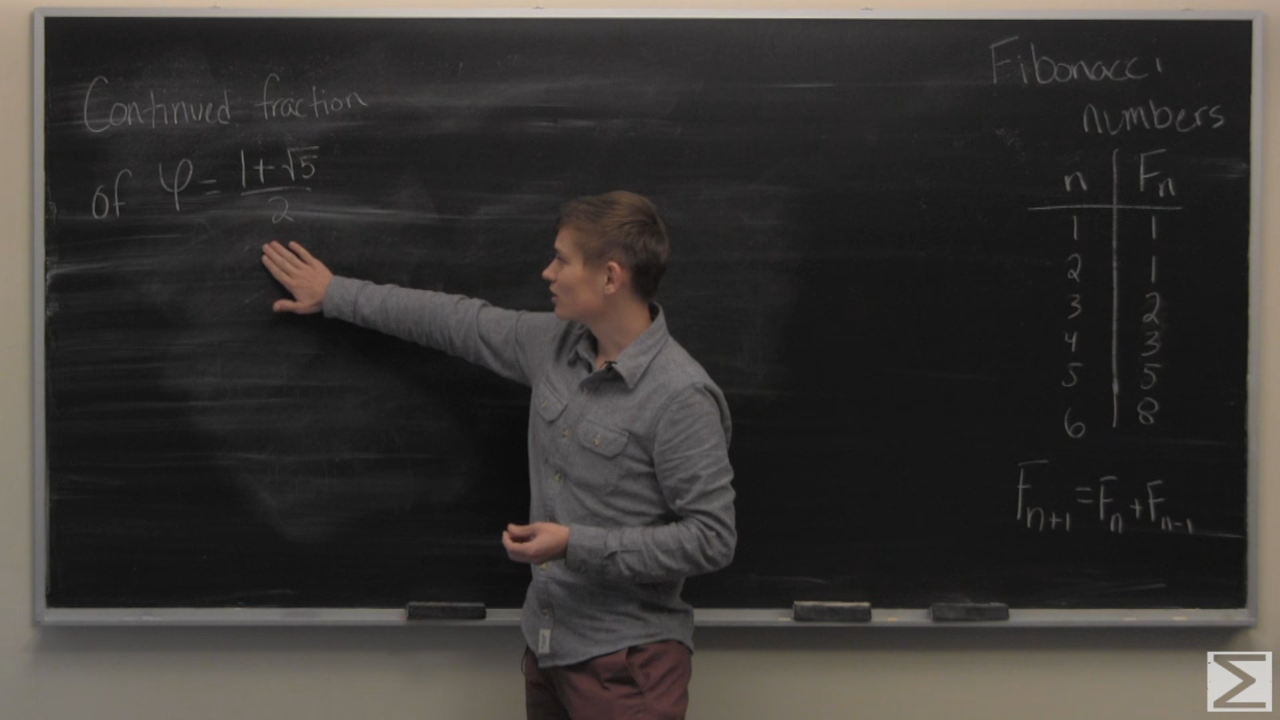 Continued fraction
of φ = (1+√5)/2
Fibonacci
numbers
n | Fₙ
1 | 1
2 | 1
3 | 2
4 | 3
5 | 5
6 | 8
Fₙ₊₁ = Fₙ + Fₙ₋₁
Σ